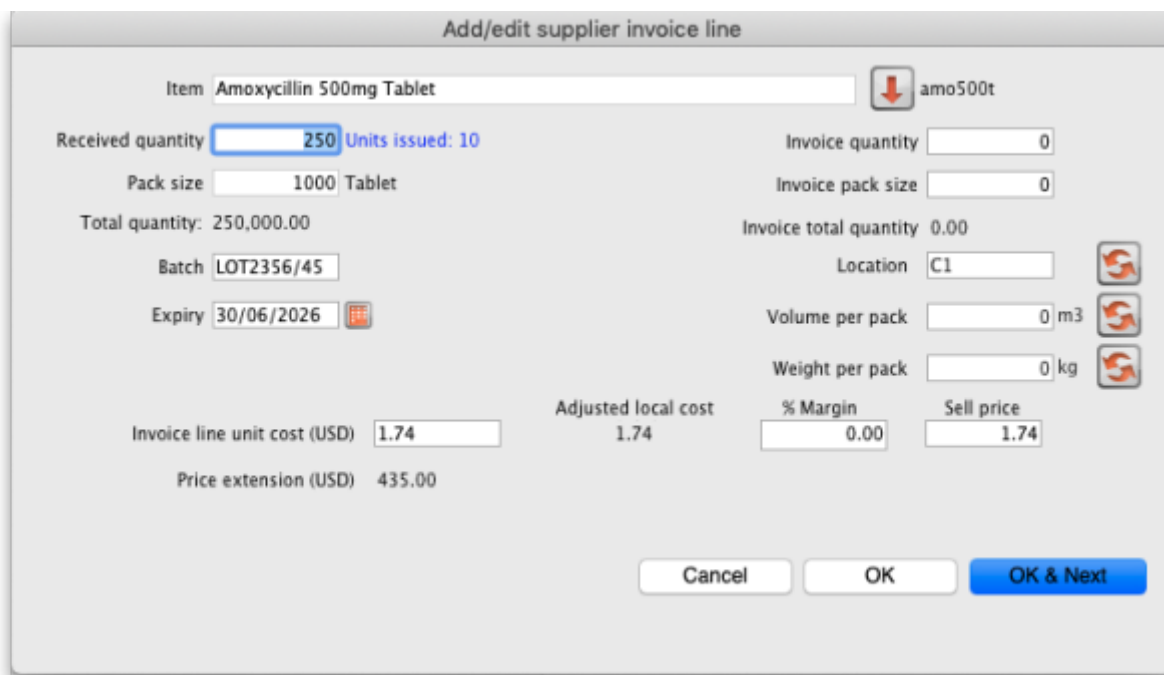 Add/edit supplier invoice line
Item Amoxycillin 500mg Tablet amo500t
Received quantity 250 Units issued: 10 Invoice quantity 0
Pack size 1000 Tablet Invoice pack size 0
Total quantity: 250,000.00 Invoice total quantity 0.00
Batch LOT2356/45 Location C1
Expiry 30/06/2026 Volume per pack 0 m3
Weight per pack 0 kg
Adjusted local cost % Margin Sell price
Invoice line unit cost (USD) 1.74 1.74 0.00 1.74
Price extension (USD) 435.00
Cancel OK OK & Next